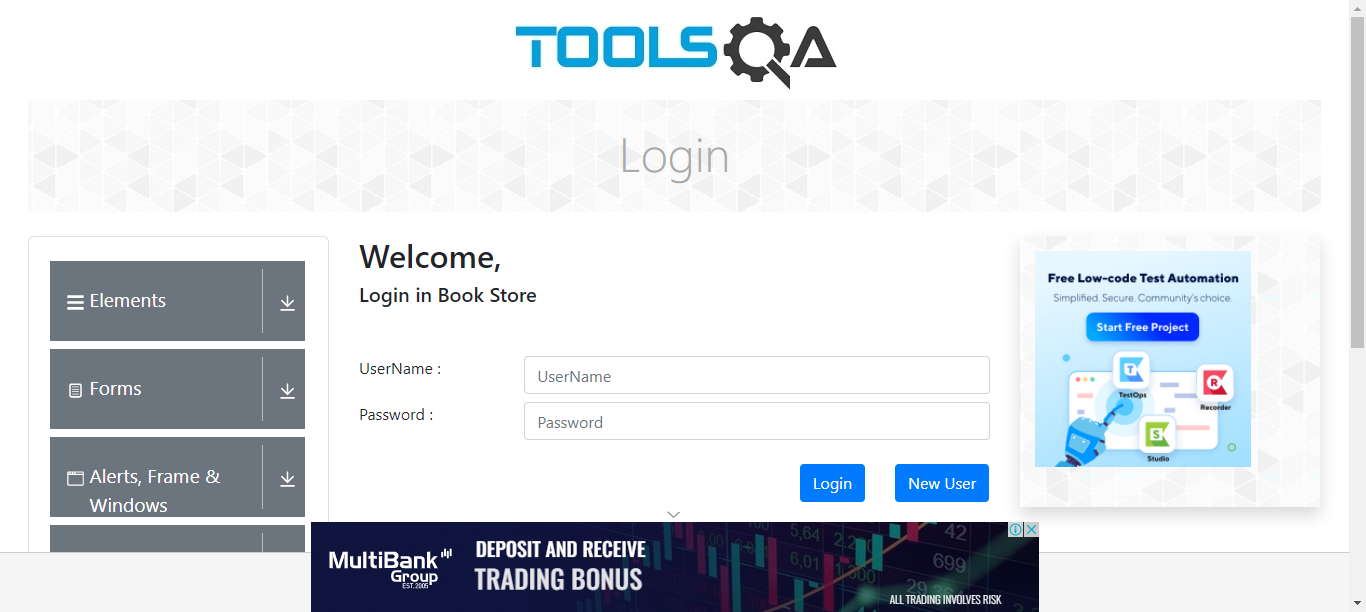 TOOLSQA
Login
Elements
Forms
Alerts, Frame &
Windows
Welcome,
Login in Book Store
UserName :
UserName
Password :
Password
Login
New User
Free Low-code Test Automation
Simplified. Secure. Community's choice.
Start Free Project
TestOps
R
Recorder
S
Studio
MultiBank
Group
EST. 2005
DEPOSIT AND RECEIVE
TRADING BONUS
5,64
6,01
42
699
ALL TRADING INVOLVES RISK